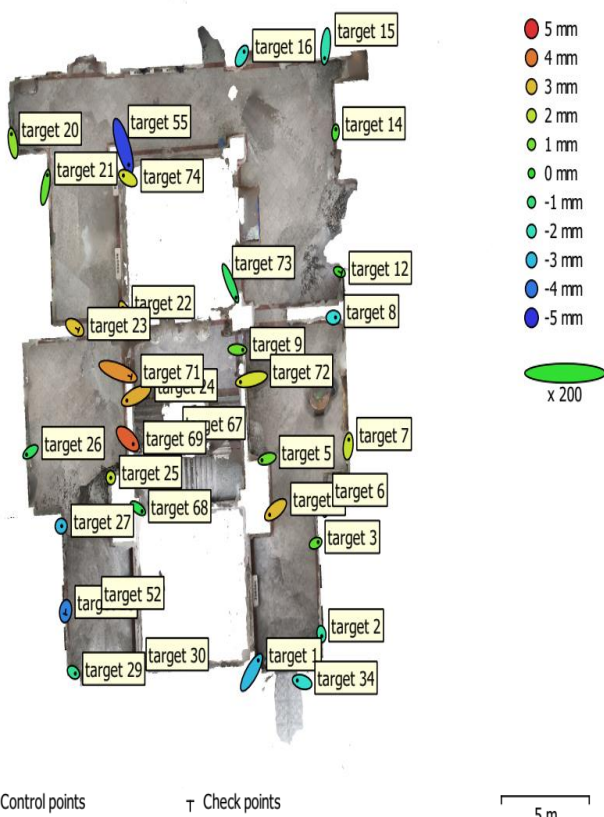 target 15
target 16
5 mm
4 mm
3 mm
2 mm
1 mm
0 mm
-1 mm
-2 mm
-3 mm
-4 mm
-5 mm
x 200
target 20
target 55
target 14
target 21
target 74
target 73
target 12
target 22
target 23
target 8
target 9
target 71
target 72
target 24
target 67
target 69
target 7
target 26
target 5
target 25
target 6
target
target 68
target 27
target 3
target 52
target 2
target 30
target 1
target 29
target 34
Control points
Check points
5 m